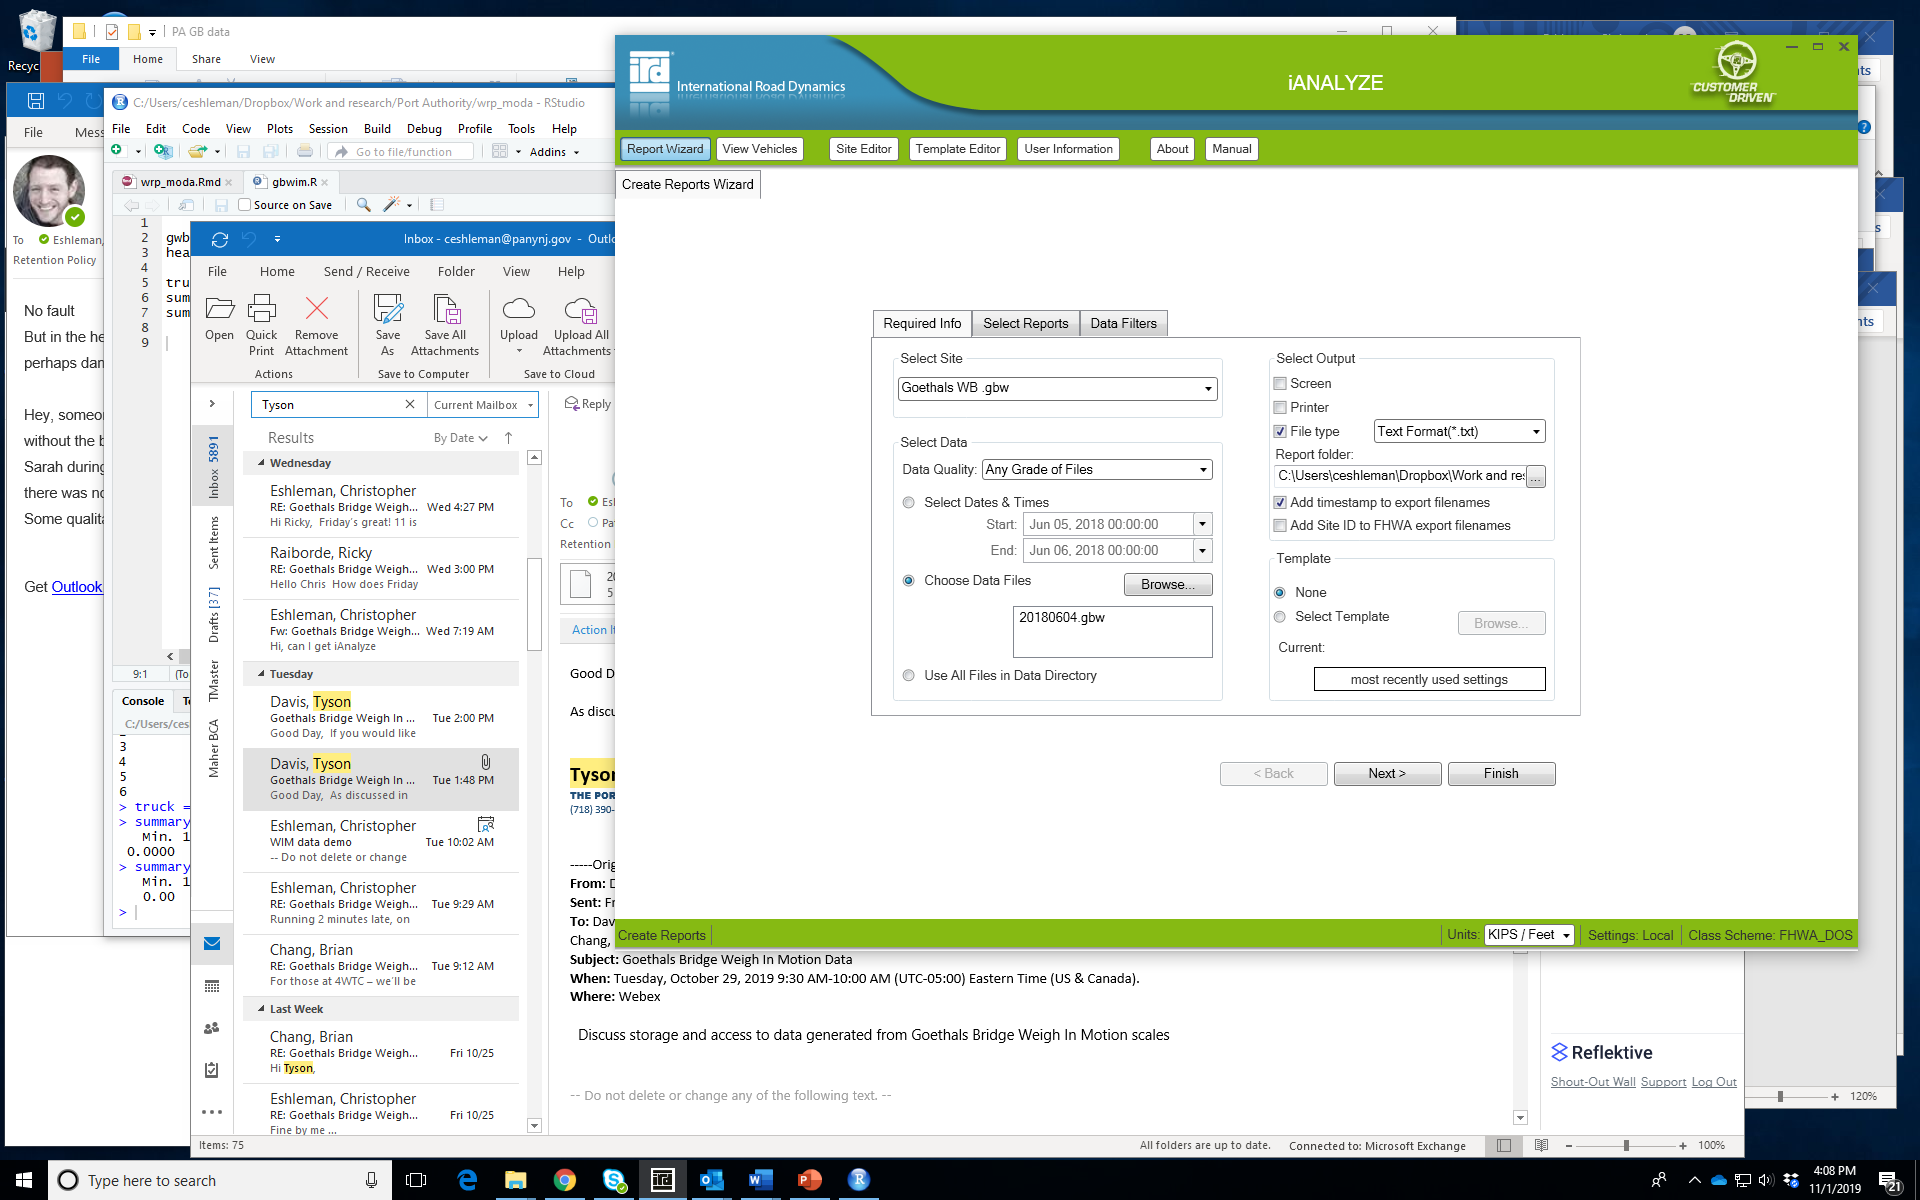 Recyc
PA GB data
File
Home
Share
View
File
Mess
To
Eshleman,
Retention Policy
No fault
But in the he
perhaps dan
Hey, someo
without the b
Sarah during
there was no
Some qualita
Get Outlook
C:/Users/ceshleman/Dropbox/Work and research/Port Authority/wrp_moda - RStudio
File Edit Code View Plots Session Build Debug Profile Tools Help
Go to file/function
Addins
wrp_moda.Rmd
gbwim.R
Source on Save
1
2 gwb
3 hea
4
5 truc
6 sum
7 sum
8
9
9:1
(To
Console
C:/Users/ces
3
4
5
6
> truck =
> summary
Min. 1
0.0000
> summary
Min. 1
0.00
>
Inbox - ceshleman@panynj.gov - Outlo
File Home Send / Receive Folder View Help
Open
Quick Print
Remove Attachment
Actions
Save As
Save All Attachments
Save to Computer
Upload
Upload All Attachments
Save to Cloud
Tyson
Current Mailbox
Results
By Date
Inbox 5891
Sent Items
Drafts [37]
TMaster
Maher BCA
Wednesday
Eshleman, Christopher
RE: Goethals Bridge Weigh... Wed 4:27 PM
Hi Ricky, Friday's great! 11 is
Raiborde, Ricky
RE: Goethals Bridge Weigh... Wed 3:00 PM
Hello Chris How does Friday
Eshleman, Christopher
Fw: Goethals Bridge Weigh... Wed 7:19 AM
Hi, can I get iAnalyze
Tuesday
Davis, Tyson
Goethals Bridge Weigh In ... Tue 2:00 PM
Good Day, If you would like
Davis, Tyson
Goethals Bridge Weigh In ... Tue 1:48 PM
Good Day, As discussed in
Eshleman, Christopher
WIM data demo Tue 10:02 AM
-- Do not delete or change
Eshleman, Christopher
RE: Goethals Bridge Weigh... Tue 9:29 AM
Running 2 minutes late, on
Chang, Brian
RE: Goethals Bridge Weigh... Tue 9:12 AM
For those at 4WTC – we'll be
Last Week
Chang, Brian
RE: Goethals Bridge Weigh... Fri 10/25
Hi Tyson,
Eshleman, Christopher
RE: Goethals Bridge Weigh... Fri 10/25
Fine by me ...
Items: 75
Reply
To
Esh
Cc
Pa
Retention
20
5
Action It
Good D
As discu
Tyson
THE POR
(718) 390-
-----Orig
From: D
Sent: Fr
To: Dav
Chang,
Subject: Goethals Bridge Weigh In Motion Data
When: Tuesday, October 29, 2019 9:30 AM-10:00 AM (UTC-05:00) Eastern Time (US & Canada).
Where: Webex
Discuss storage and access to data generated from Goethals Bridge Weigh In Motion scales
-- Do not delete or change any of the following text. --
All folders are up to date.
Connected to: Microsoft Exchange
100%
ird
International Road Dynamics
iANALYZE
CUSTOMER DRIVEN
Report Wizard
View Vehicles
Site Editor
Template Editor
User Information
About
Manual
Create Reports Wizard
Required Info
Select Reports
Data Filters
Select Site
Goethals WB .gbw
Select Data
Data Quality: Any Grade of Files
Select Dates & Times
Start: Jun 05, 2018 00:00:00
End: Jun 06, 2018 00:00:00
Choose Data Files
Browse...
20180604.gbw
Use All Files in Data Directory
Select Output
Screen
Printer
File type
Text Format(*.txt)
Report folder:
C:\Users\ceshleman\Dropbox\Work and res
...
Add timestamp to export filenames
Add Site ID to FHWA export filenames
Template
None
Select Template
Browse...
Current:
most recently used settings
< Back
Next >
Finish
Create Reports
Units: KIPS / Feet
Settings: Local
Class Scheme: FHWA_DOS
nts
s
nts
Reflektive
Shout-Out Wall Support Log Out
120%
Type here to search
4:08 PM
11/1/2019
21